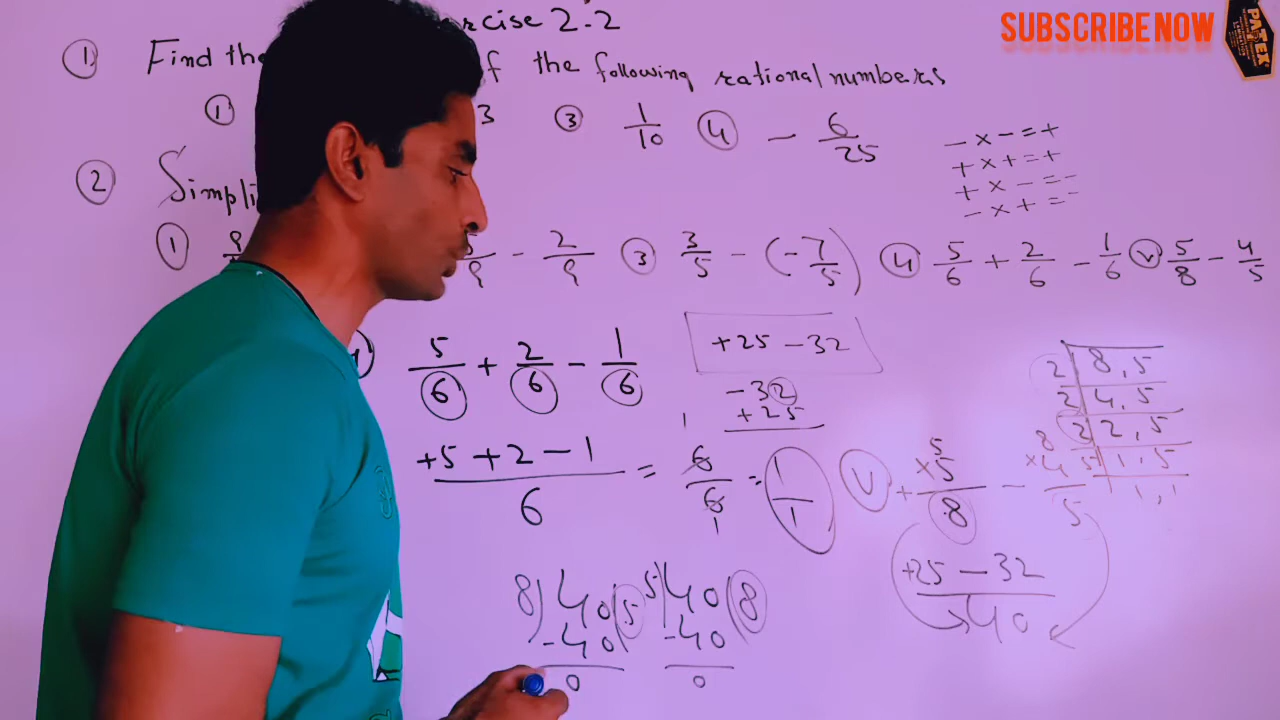 SUBSCRIBE NOW
PATEX
rcise 2.2
① Find the f the following rational numbers
① 3 ③ 1/10 ④ - 6/25
- × - = +
+ × + = +
+ × - = -
- × + = -
② Simpli
① - 2/9 ③ 3/5 - (-7/5) ④ 5/6 + 2/6 - 1/6 Ⓥ 5/8 - 4/5
5/6 + 2/6 - 1/6
+5 + 2 - 1 / 6 = 6/6 = 1/1
1
+25 - 32
-32
+25
2 | 8, 5
2 | 4, 5
2 | 2, 5
5 | 1, 5
1, 1
Ⓥ + 5 × 5 / 8 - 8 × 4 / 5
+25 - 32 / 40
8) 40 (5
-40
0
5) 40 (8
-40
0